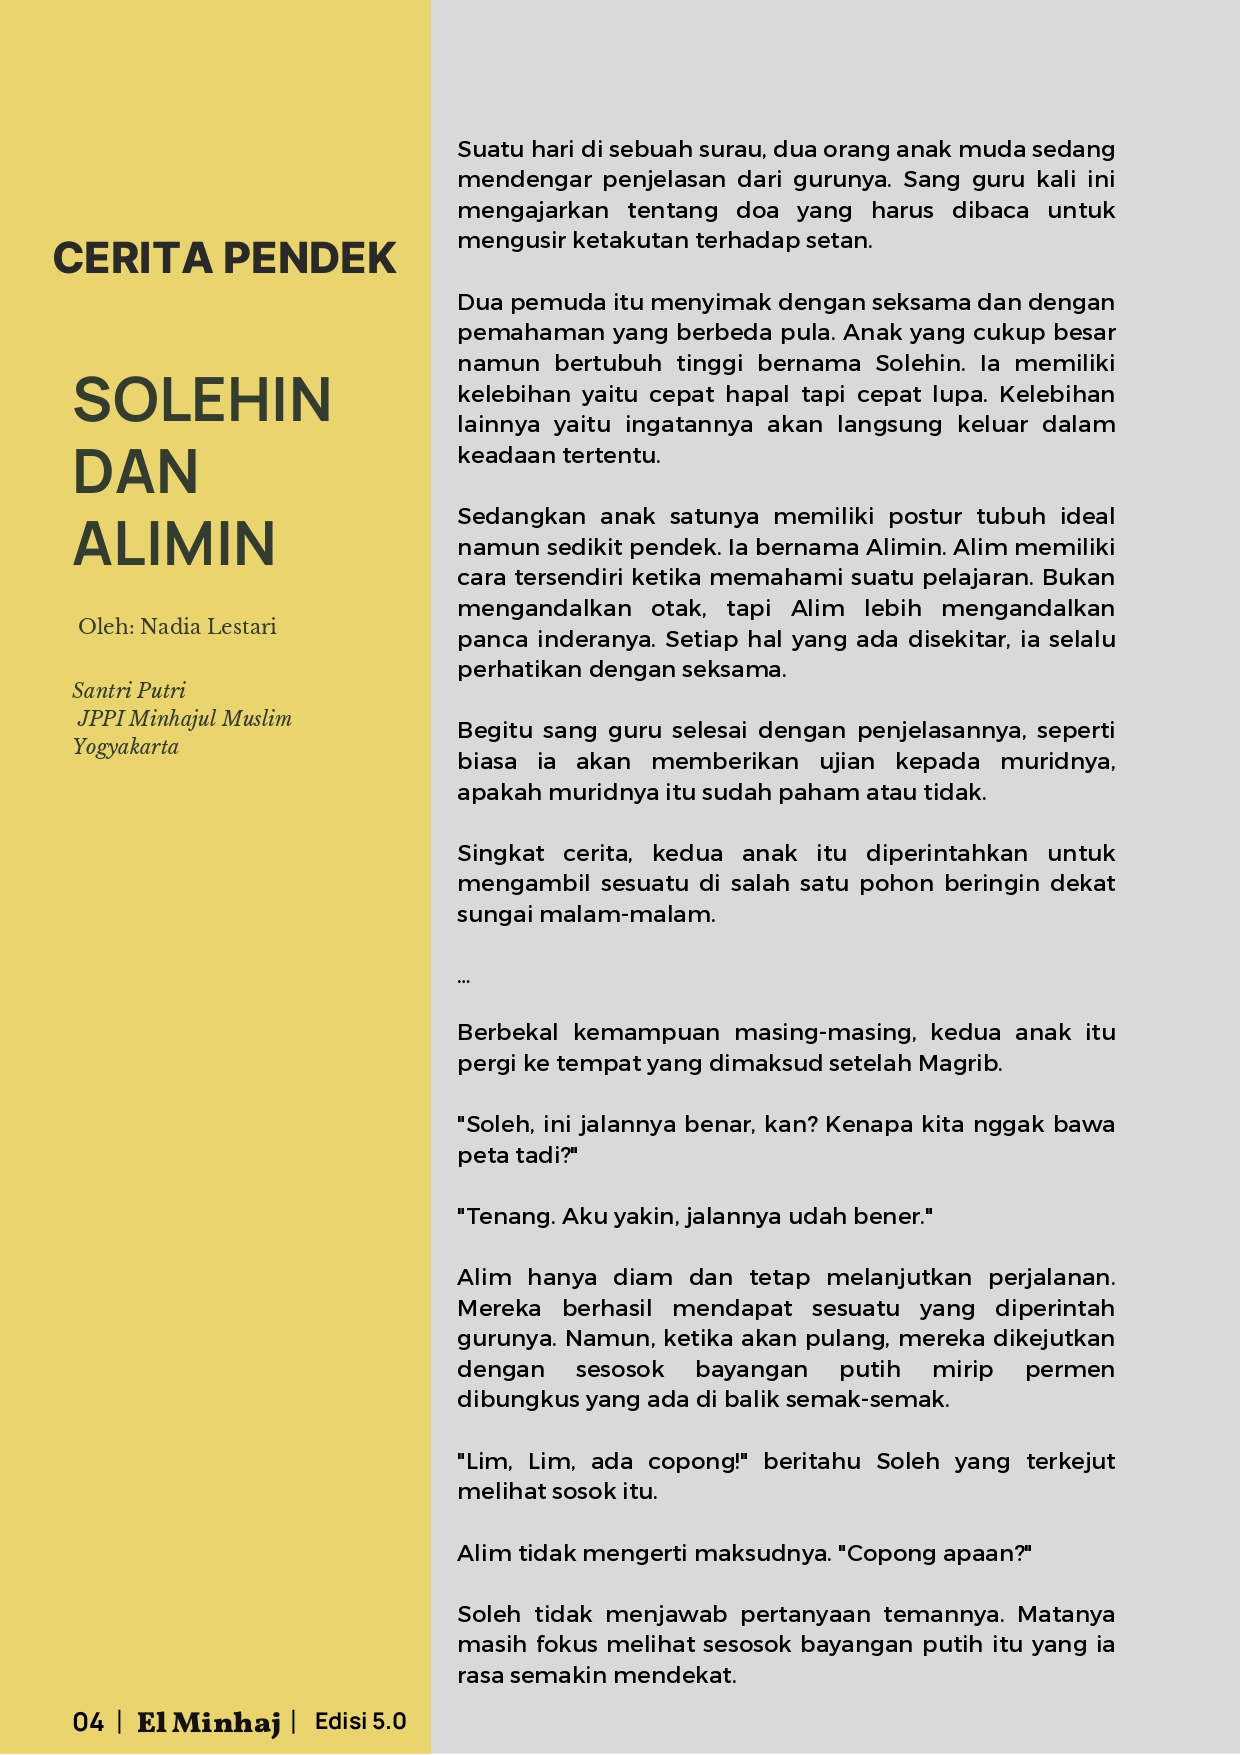 CERITA PENDEK
SOLEHIN
DAN
ALIMIN
Oleh: Nadia Lestari
Santri Putri
JPPI Minhajul Muslim
Yogyakarta
Suatu hari di sebuah surau, dua orang anak muda sedang
mendengar penjelasan dari gurunya. Sang guru kali ini
mengajarkan tentang doa yang harus dibaca untuk
mengusir ketakutan terhadap setan.
Dua pemuda itu menyimak dengan seksama dan dengan
pemahaman yang berbeda pula. Anak yang cukup besar
namun bertubuh tinggi bernama Solehin. Ia memiliki
kelebihan yaitu cepat hapal tapi cepat lupa. Kelebihan
lainnya yaitu ingatannya akan langsung keluar dalam
keadaan tertentu.
Sedangkan anak satunya memiliki postur tubuh ideal
namun sedikit pendek. Ia bernama Alimin. Alim memiliki
cara tersendiri ketika memahami suatu pelajaran. Bukan
mengandalkan otak, tapi Alim lebih mengandalkan
panca inderanya. Setiap hal yang ada disekitar, ia selalu
perhatikan dengan seksama.
Begitu sang guru selesai dengan penjelasannya, seperti
biasa ia akan memberikan ujian kepada muridnya,
apakah muridnya itu sudah paham atau tidak.
Singkat cerita, kedua anak itu diperintahkan untuk
mengambil sesuatu di salah satu pohon beringin dekat
sungai malam-malam.
...
Berbekal kemampuan masing-masing, kedua anak itu
pergi ke tempat yang dimaksud setelah Magrib.
"Soleh, ini jalannya benar, kan? Kenapa kita nggak bawa
peta tadi?"
"Tenang. Aku yakin, jalannya udah bener."
Alim hanya diam dan tetap melanjutkan perjalanan.
Mereka berhasil mendapat sesuatu yang diperintah
gurunya. Namun, ketika akan pulang, mereka dikejutkan
dengan sesosok bayangan putih mirip permen
dibungkus yang ada di balik semak-semak.
"Lim, Lim, ada copong!" beritahu Soleh yang terkejut
melihat sosok itu.
Alim tidak mengerti maksudnya. "Copong apaan?"
Soleh tidak menjawab pertanyaan temannya. Matanya
masih fokus melihat sesosok bayangan putih itu yang ia
rasa semakin mendekat.
04 | El Minhaj | Edisi 5.0